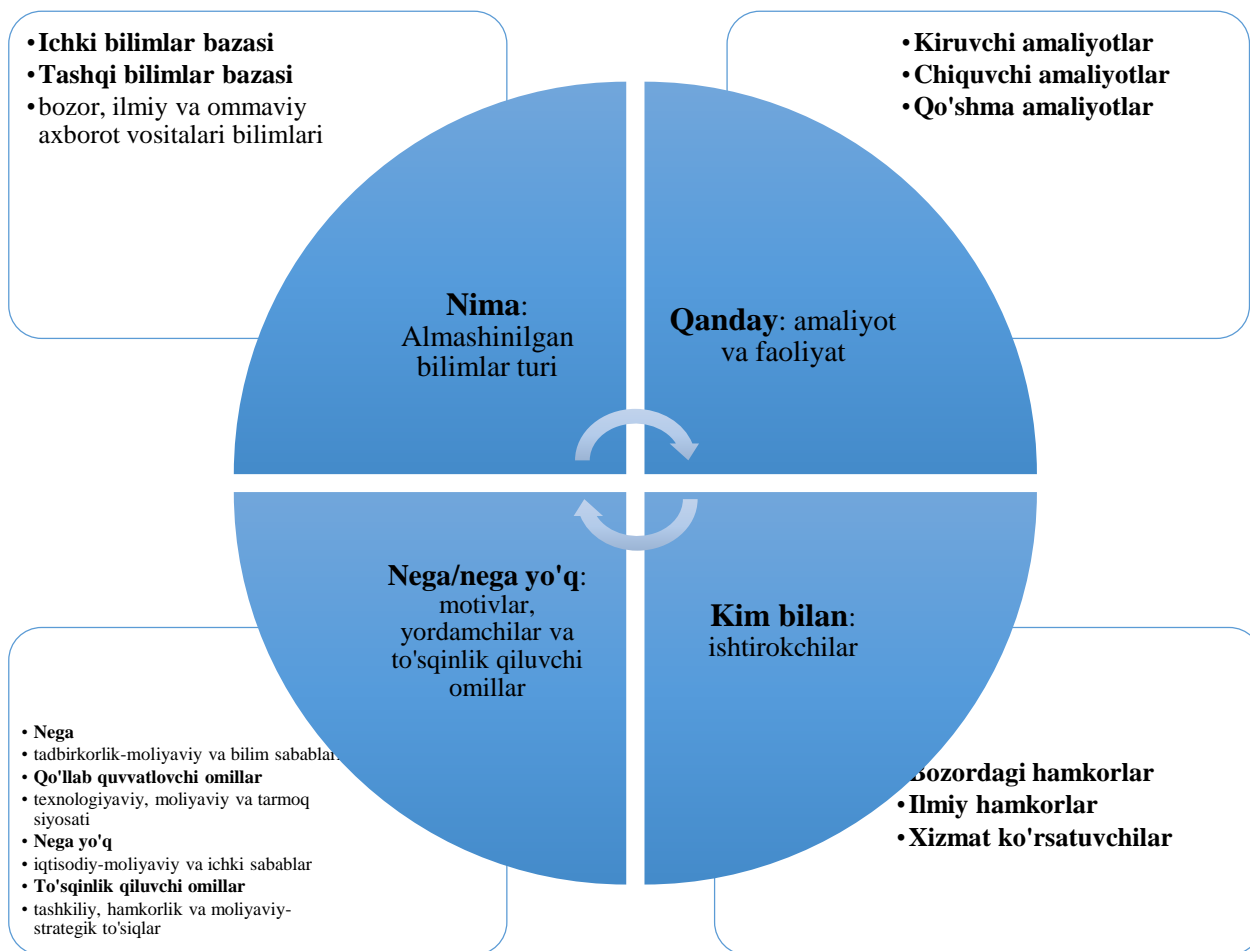 •Ichki bilimlar bazasi
•Tashqi bilimlar bazasi
•bozor, ilmiy va ommaviy
axborot vositalari bilimlari
•Kiruvchi amaliyotlar
•Chiquvchi amaliyotlar
•Qo'shma amaliyotlar
Nima:
Almashinilgan
bilimlar turi
Qanday: amaliyot
va faoliyat
Nega/nega yo'q:
motivlar,
yordamchilar va
to'sqinlik qiluvchi
omillar
Kim bilan:
ishtirokchilar
• Nega
• tadbirkorlik-moliyaviy va bilim sabablari
• Qo'llab quvvatlovchi omillar
• texnologiyaviy, moliyaviy va tarmoq
siyosati
• Nega yo'q
• iqtisodiy-moliyaviy va ichki sabablar
• To'sqinlik qiluvchi omillar
• tashkiliy, hamkorlik va moliyaviy-
strategik to'siqlar
•Bozordagi hamkorlar
•Ilmiy hamkorlar
•Xizmat ko'rsatuvchilar